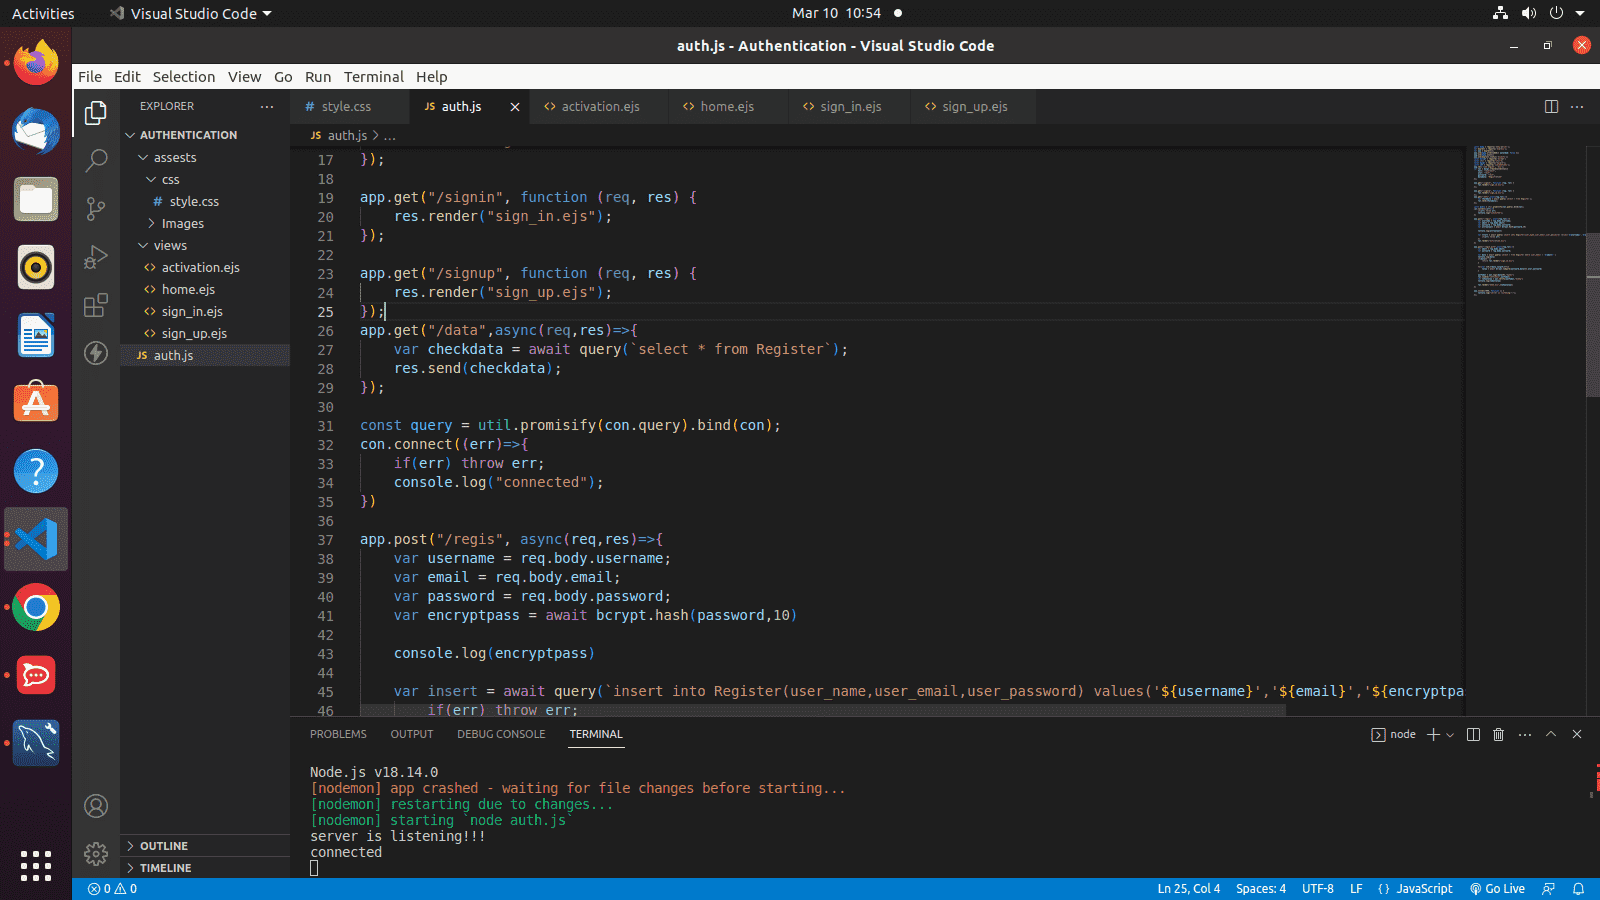 Activities
Visual Studio Code
Mar 10 10:54
auth.js - Authentication - Visual Studio Code
File Edit Selection View Go Run Terminal Help
EXPLORER
style.css
JS auth.js
activation.ejs
home.ejs
sign_in.ejs
sign_up.ejs
JS auth.js > ...
AUTHENTICATION
assests
css
# style.css
Images
views
<> activation.ejs
<> home.ejs
<> sign_in.ejs
<> sign_up.ejs
JS auth.js
OUTLINE
TIMELINE
17 });
18
19 app.get("/signin", function (req, res) {
20     res.render("sign_in.ejs");
21 });
22
23 app.get("/signup", function (req, res) {
24     res.render("sign_up.ejs");
25 });
26 app.get("/data",async(req,res)=>{
27     var checkdata = await query(`select * from Register`);
28     res.send(checkdata);
29 });
30
31 const query = util.promisify(con.query).bind(con);
32 con.connect((err)=>{
33     if(err) throw err;
34     console.log("connected");
35 })
36
37 app.post("/regis", async(req,res)=>{
38     var username = req.body.username;
39     var email = req.body.email;
40     var password = req.body.password;
41     var encryptpass = await bcrypt.hash(password,10)
42
43     console.log(encryptpass)
44
45     var insert = await query(`insert into Register(user_name,user_email,user_password) values('${username}','${email}','${encryptpa
46         if(err) throw err;
PROBLEMS OUTPUT DEBUG CONSOLE TERMINAL
node
Node.js v18.14.0
[nodemon] app crashed - waiting for file changes before starting...
[nodemon] restarting due to changes...
[nodemon] starting `node auth.js`
server is listening!!!
connected
0 0
Ln 25, Col 4 Spaces: 4 UTF-8 LF {} JavaScript Go Live